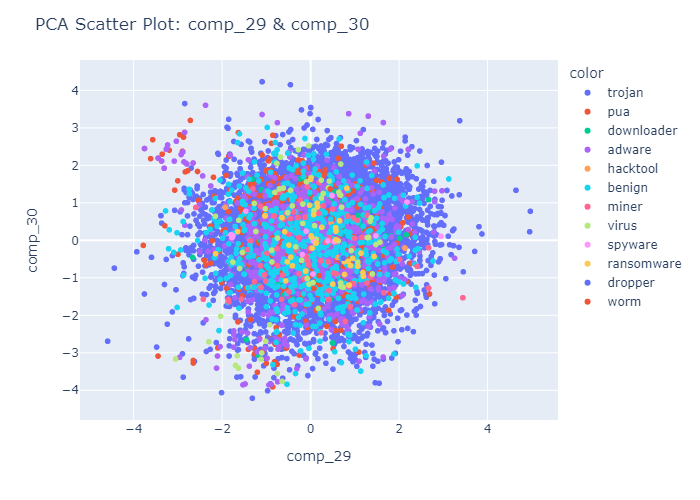 PCA Scatter Plot: comp_29 & comp_30
color
trojan
pua
downloader
adware
hacktool
benign
miner
virus
spyware
ransomware
dropper
worm
4
3
2
1
0
−1
−2
−3
−4
comp_30
−4 −2 0 2 4
comp_29